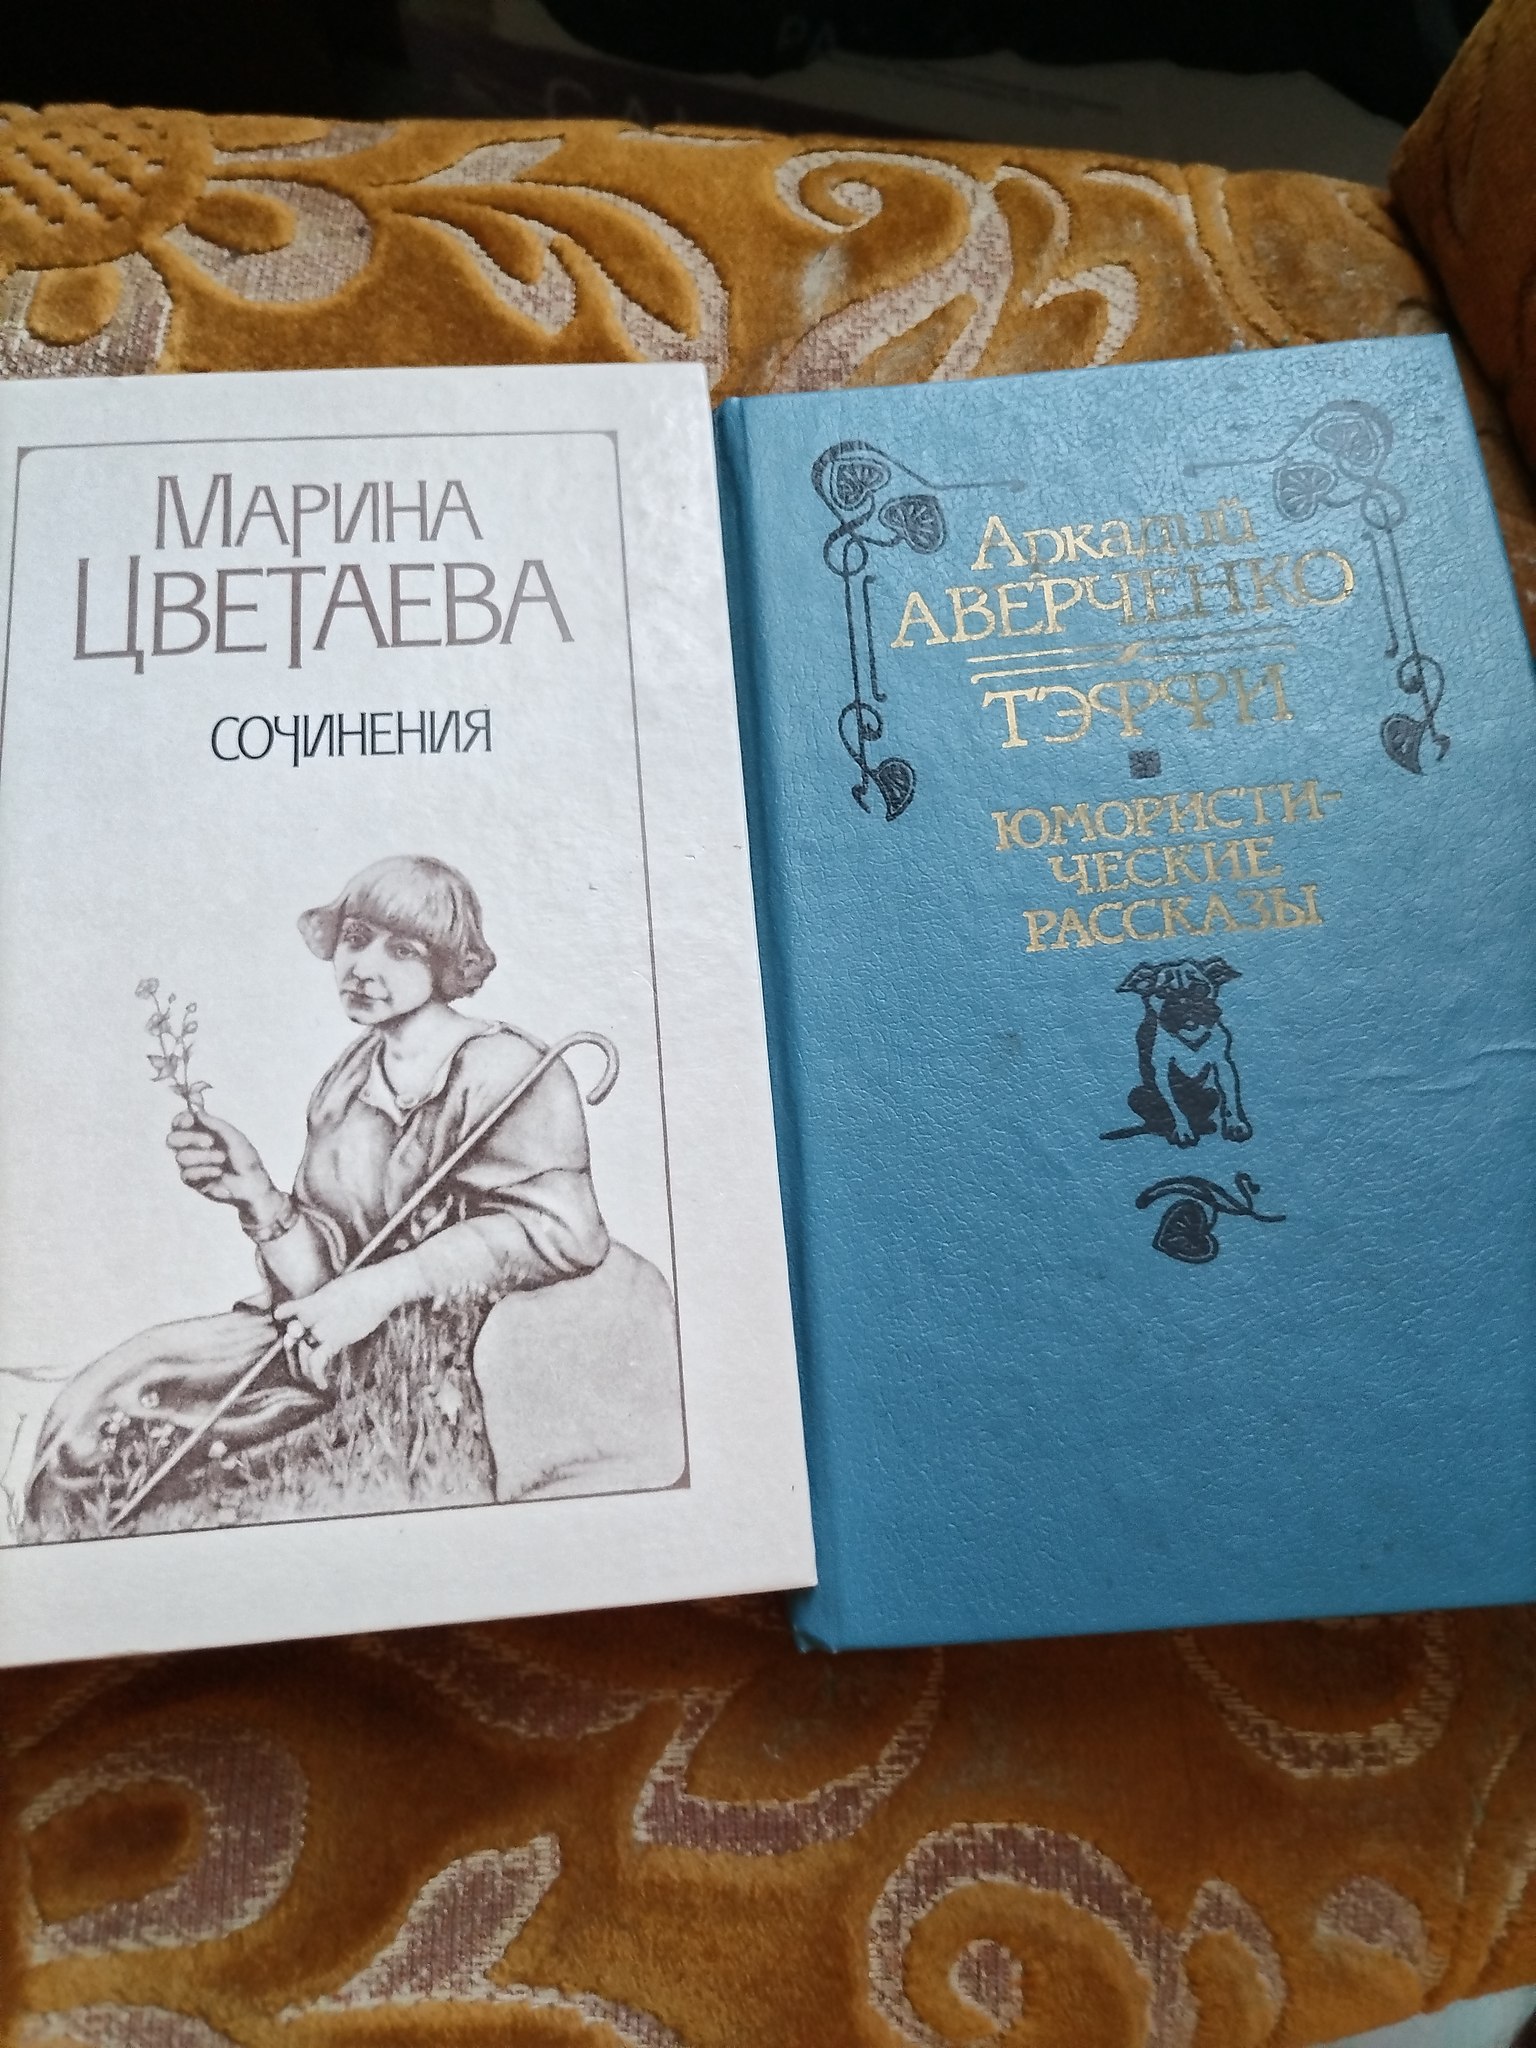 МАРИНА
ЦВЕТАЕВА
СОЧИНЕНИЯ
Аркадий
АВЕРЧЕНКО
ТЭФФИ
ЮМОРИСТИ-
ЧЕСКИЕ
РАССКАЗЫ